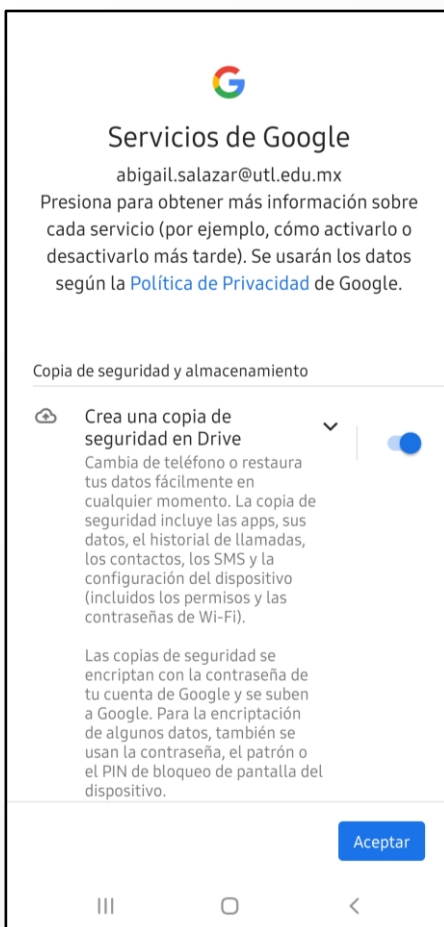 Servicios de Google
abigail.salazar@utl.edu.mx
Presiona para obtener más información sobre
cada servicio (por ejemplo, cómo activarlo o
desactivarlo más tarde). Se usarán los datos
según la Política de Privacidad de Google.
Copia de seguridad y almacenamiento
Crea una copia de
seguridad en Drive
Cambia de teléfono o restaura
tus datos fácilmente en
cualquier momento. La copia de
seguridad incluye las apps, sus
datos, el historial de llamadas,
los contactos, los SMS y la
configuración del dispositivo
(incluidos los permisos y las
contraseñas de Wi-Fi).
Las copias de seguridad se
encriptan con la contraseña de
tu cuenta de Google y se suben
a Google. Para la encriptación
de algunos datos, también se
usan la contraseña, el patrón o
el PIN de bloqueo de pantalla del
dispositivo.
Aceptar